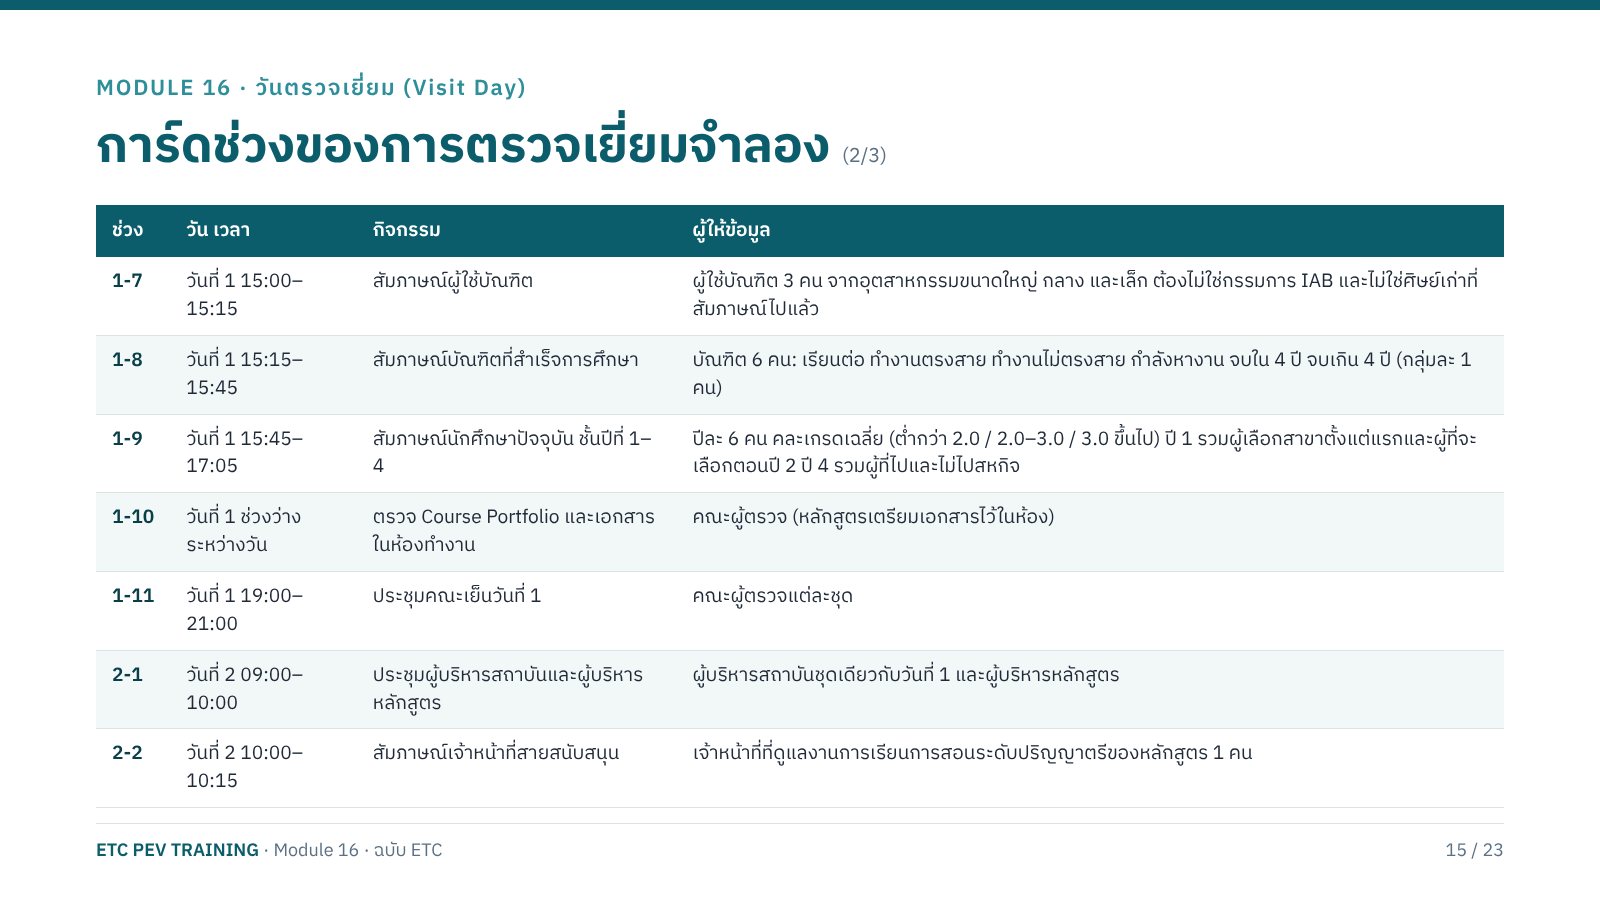 MODULE 16 · วันตรวจเยี่ยม (Visit Day)
การ์ดช่วงของการตรวจเยี่ยมจำลอง (2/3)
ช่วง วัน เวลา กิจกรรม ผู้ให้ข้อมูล
1-7 วันที่ 1 15:00– สัมภาษณ์ผู้ใช้บัณฑิต ผู้ใช้บัณฑิต 3 คน จากอุตสาหกรรมขนาดใหญ่ กลาง และเล็ก ต้องไม่ใช่กรรมการ IAB และไม่ใช่ศิษย์เก่าที่
15:15 สัมภาษณ์ไปแล้ว
1-8 วันที่ 1 15:15– สัมภาษณ์บัณฑิตที่สำเร็จการศึกษา บัณฑิต 6 คน: เรียนต่อ ทำงานตรงสาย ทำงานไม่ตรงสาย กำลังหางาน จบใน 4 ปี จบเกิน 4 ปี (กลุ่มละ 1
15:45 คน)
1-9 วันที่ 1 15:45– สัมภาษณ์นักศึกษาปัจจุบัน ชั้นปีที่ 1– ปีละ 6 คน คละเกรดเฉลี่ย (ต่ำกว่า 2.0 / 2.0–3.0 / 3.0 ขึ้นไป) ปี 1 รวมผู้เลือกสาขาตั้งแต่แรกและผู้ที่จะ
17:05 4 เลือกตอนปี 2 ปี 4 รวมผู้ที่ไปและไม่ไปสหกิจ
1-10 วันที่ 1 ช่วงว่าง ตรวจ Course Portfolio และเอกสาร คณะผู้ตรวจ (หลักสูตรเตรียมเอกสารไว้ในห้อง)
ระหว่างวัน ในห้องทำงาน
1-11 วันที่ 1 19:00– ประชุมคณะเย็นวันที่ 1 คณะผู้ตรวจแต่ละชุด
21:00
2-1 วันที่ 2 09:00– ประชุมผู้บริหารสถาบันและผู้บริหาร ผู้บริหารสถาบันชุดเดียวกับวันที่ 1 และผู้บริหารหลักสูตร
10:00 หลักสูตร
2-2 วันที่ 2 10:00– สัมภาษณ์เจ้าหน้าที่สายสนับสนุน เจ้าหน้าที่ที่ดูแลงานการเรียนการสอนระดับปริญญาตรีของหลักสูตร 1 คน
10:15
ETC PEV TRAINING · Module 16 · ฉบับ ETC 15 / 23